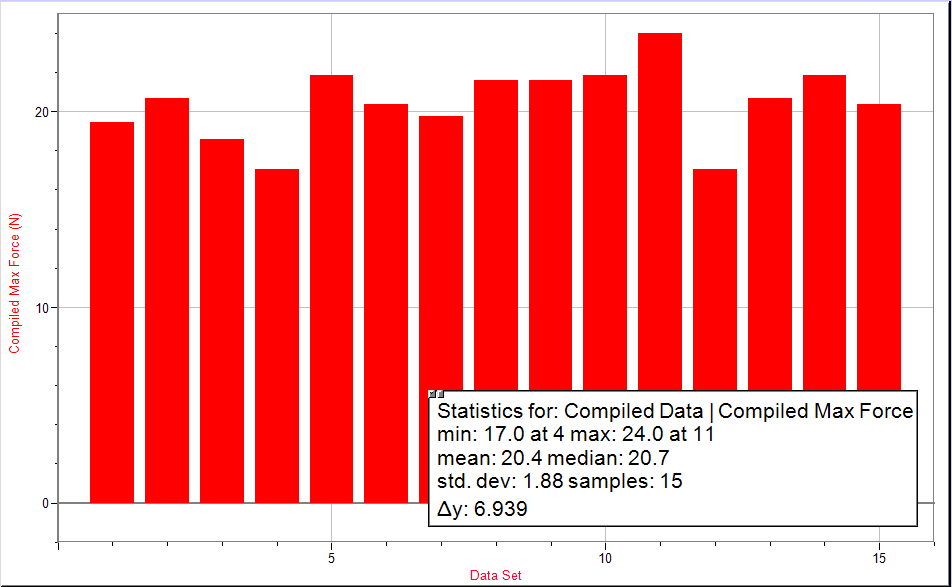 Compiled Max Force (N)
20
10
0
Statistics for: Compiled Data | Compiled Max Force
min: 17.0 at 4 max: 24.0 at 11
mean: 20.4 median: 20.7
std. dev: 1.88 samples: 15
Δy: 6.939
5 10 15
Data Set